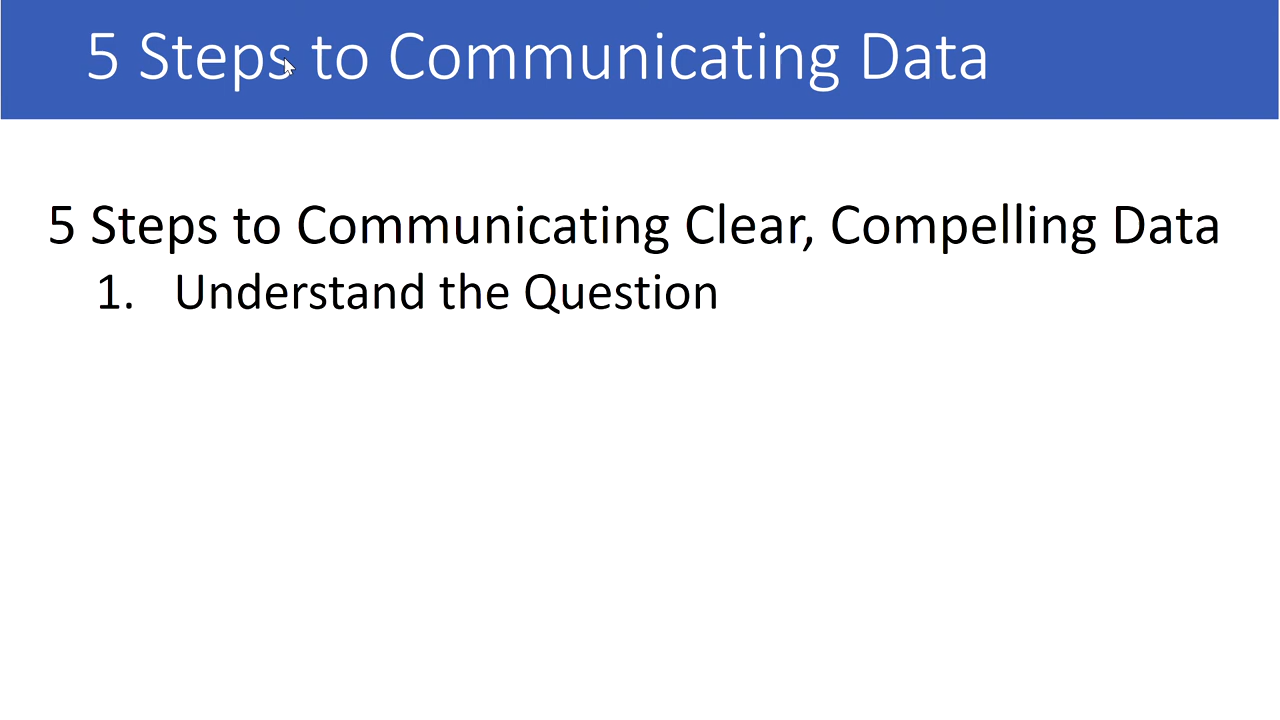 5 Steps to Communicating Data
5 Steps to Communicating Clear, Compelling Data
1. Understand the Question